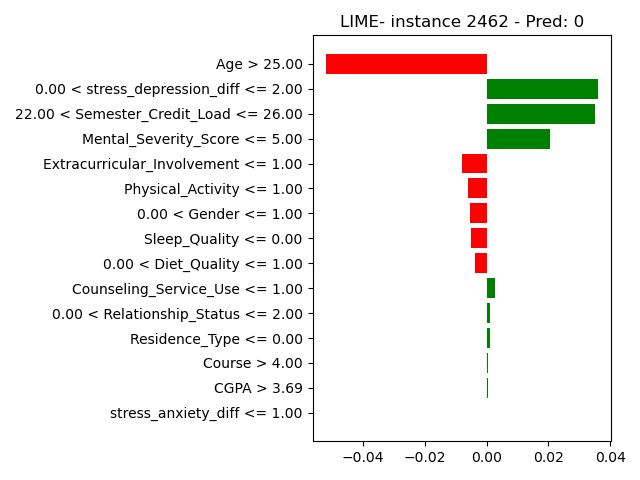 LIME- instance 2462 - Pred: 0
Age > 25.00
0.00 < stress_depression_diff <= 2.00
22.00 < Semester_Credit_Load <= 26.00
Mental_Severity_Score <= 5.00
Extracurricular_Involvement <= 1.00
Physical_Activity <= 1.00
0.00 < Gender <= 1.00
Sleep_Quality <= 0.00
0.00 < Diet_Quality <= 1.00
Counseling_Service_Use <= 1.00
0.00 < Relationship_Status <= 2.00
Residence_Type <= 0.00
Course > 4.00
CGPA > 3.69
stress_anxiety_diff <= 1.00
−0.04 −0.02 0.00 0.02 0.04